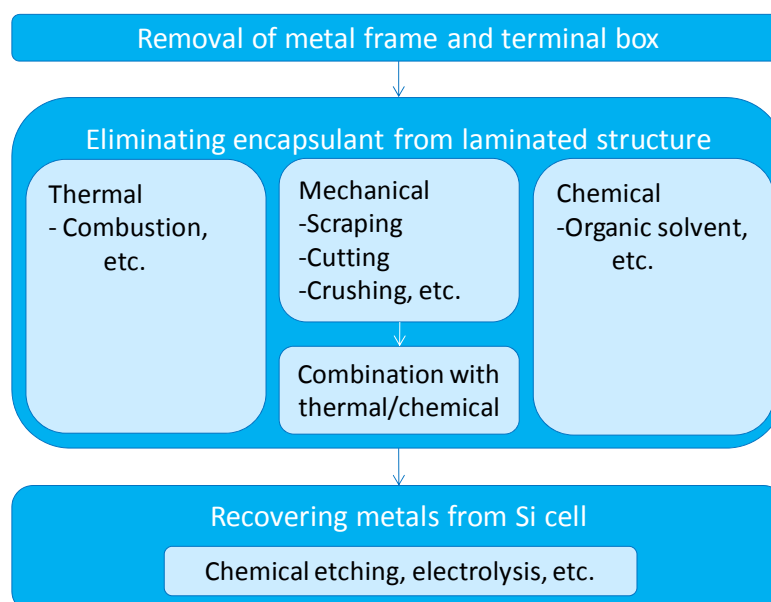 Removal of metal frame and terminal box
Eliminating encapsulant from laminated structure
Thermal
- Combustion,
etc.
Mechanical
-Scraping
-Cutting
-Crushing, etc.
Combination with
thermal/chemical
Chemical
-Organic solvent,
etc.
Recovering metals from Si cell
Chemical etching, electrolysis, etc.